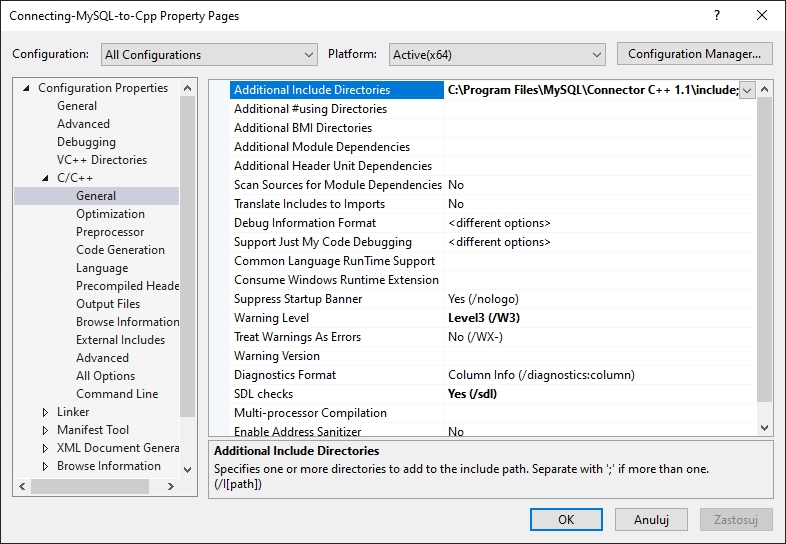 Connecting-MySQL-to-Cpp Property Pages
?
Configuration: All Configurations Platform: Active(x64) Configuration Manager...
Configuration Properties
General
Advanced
Debugging
VC++ Directories
C/C++
General
Optimization
Preprocessor
Code Generation
Language
Precompiled Heade
Output Files
Browse Information
External Includes
Advanced
All Options
Command Line
Linker
Manifest Tool
XML Document Genera
Browse Information
Additional Include Directories C:\Program Files\MySQL\Connector C++ 1.1\include;
Additional #using Directories
Additional BMI Directories
Additional Module Dependencies
Additional Header Unit Dependencies
Scan Sources for Module Dependencies No
Translate Includes to Imports No
Debug Information Format <different options>
Support Just My Code Debugging <different options>
Common Language RunTime Support
Consume Windows Runtime Extension
Suppress Startup Banner Yes (/nologo)
Warning Level Level3 (/W3)
Treat Warnings As Errors No (/WX-)
Warning Version
Diagnostics Format Column Info (/diagnostics:column)
SDL checks Yes (/sdl)
Multi-processor Compilation
Enable Address Sanitizer No
Additional Include Directories
Specifies one or more directories to add to the include path. Separate with ';' if more than one.
(/I[path])
OK Anuluj Zastosuj